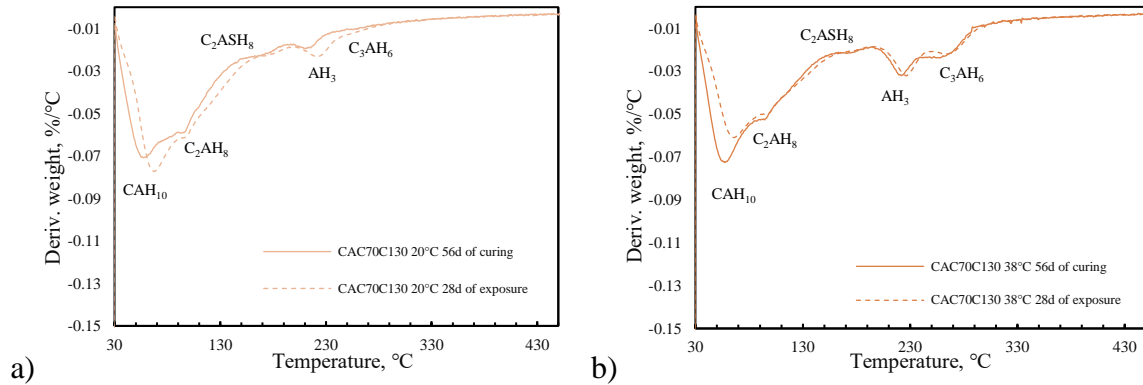 -0.01
-0.03
-0.05
-0.07
-0.09
-0.11
-0.13
-0.15
Deriv. weight, %/°C
C₂ASH₈
C₃AH₆
AH₃
C₂AH₈
CAH₁₀
CAC70C130 20°C 56d of curing
CAC70C130 20°C 28d of exposure
30 130 230 330 430
Temperature, °C
a)
-0.01
-0.03
-0.05
-0.07
-0.09
-0.11
-0.13
-0.15
Deriv. weight, %/°C
C₂ASH₈
C₃AH₆
AH₃
C₂AH₈
CAH₁₀
CAC70C130 38°C 56d of curing
CAC70C130 38°C 28d of exposure
30 130 230 330 430
Temperature, °C
b)